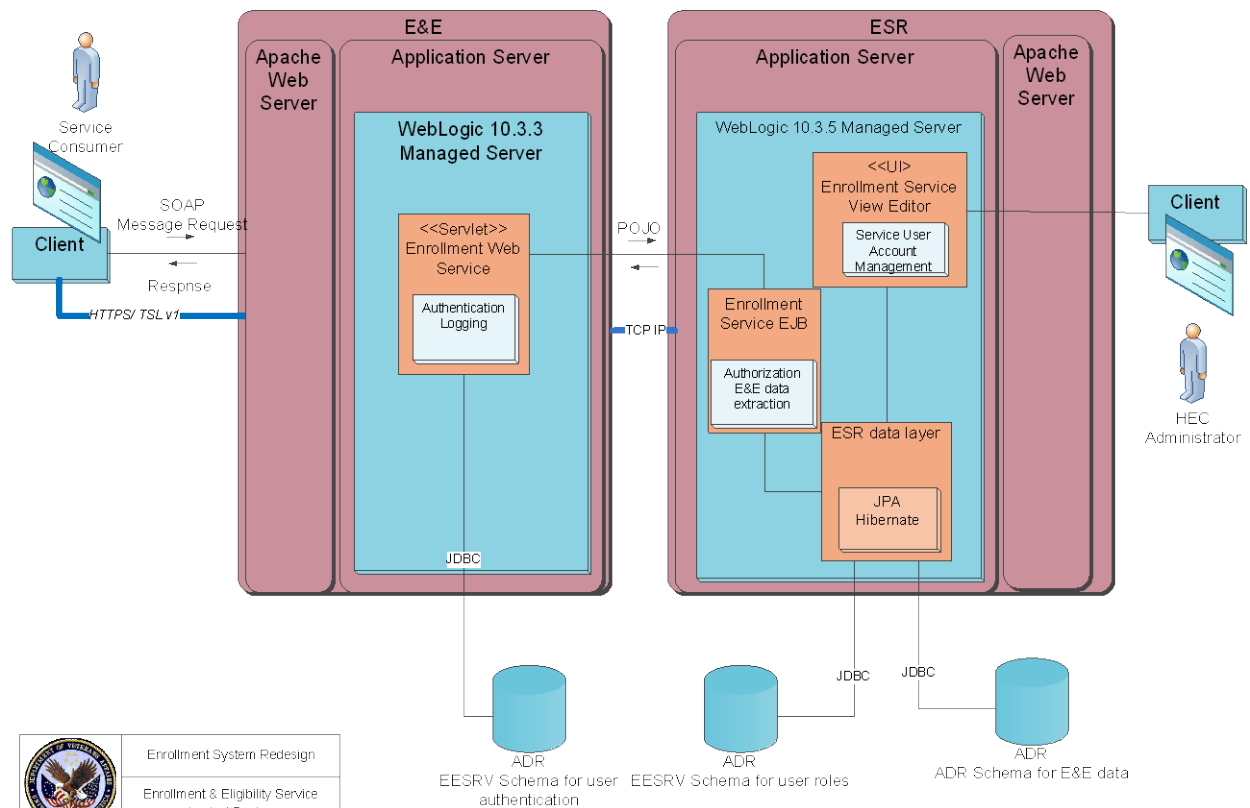 E&E
ESR
Apache
Web
Server
Application Server
Application Server
Apache
Web
Server
Service
Consumer
WebLogic 10.3.3
Managed Server
WebLogic 10.3.5 Managed Server
<<UI>
Enrollment Service
View Editor
Service User
Account
Management
SOAP
Message Request
Client
Respnse
HTTPS/ TSL v1
<<Servlet>>
Enrollment Web
Service
Authentication
Logging
POJO
TCP IP
Enrollment
Service EJB
Authorization
E&E data
extraction
Client
HEC
Administrator
ESR data layer
JPA
Hibernate
JDBC
JDBC
JDBC
ADR
EESRV Schema for user
authentication
ADR
EESRV Schema for user roles
ADR
ADR Schema for E&E data
DEPARTMENT OF VETERANS AFFAIRS
Enrollment System Redesign
Enrollment & Eligibility Service